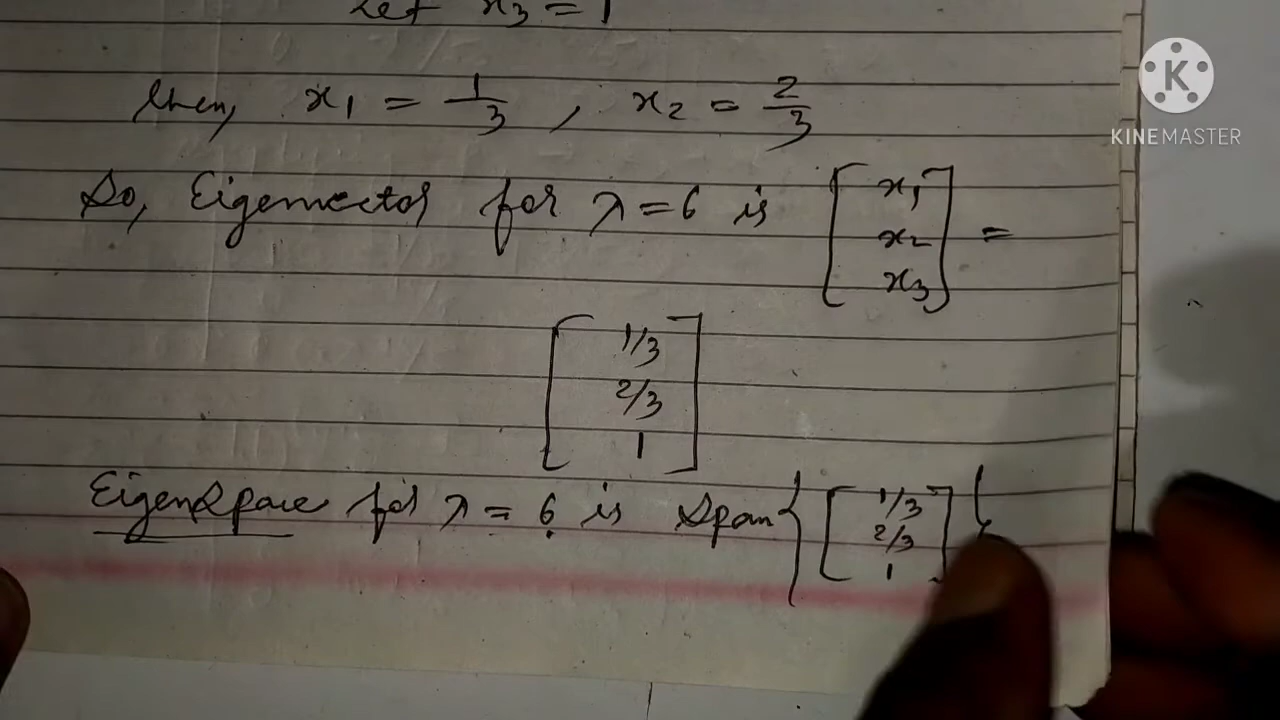 Let x3 = 1
then, x1 = 1/3, x2 = 2/3
So, Eigenvector for λ = 6 is [x1 x2 x3] =
[1/3 2/3 1]
EigenSpace for λ = 6 is Span {[1/3 2/3 1]}
K
KINEMASTER